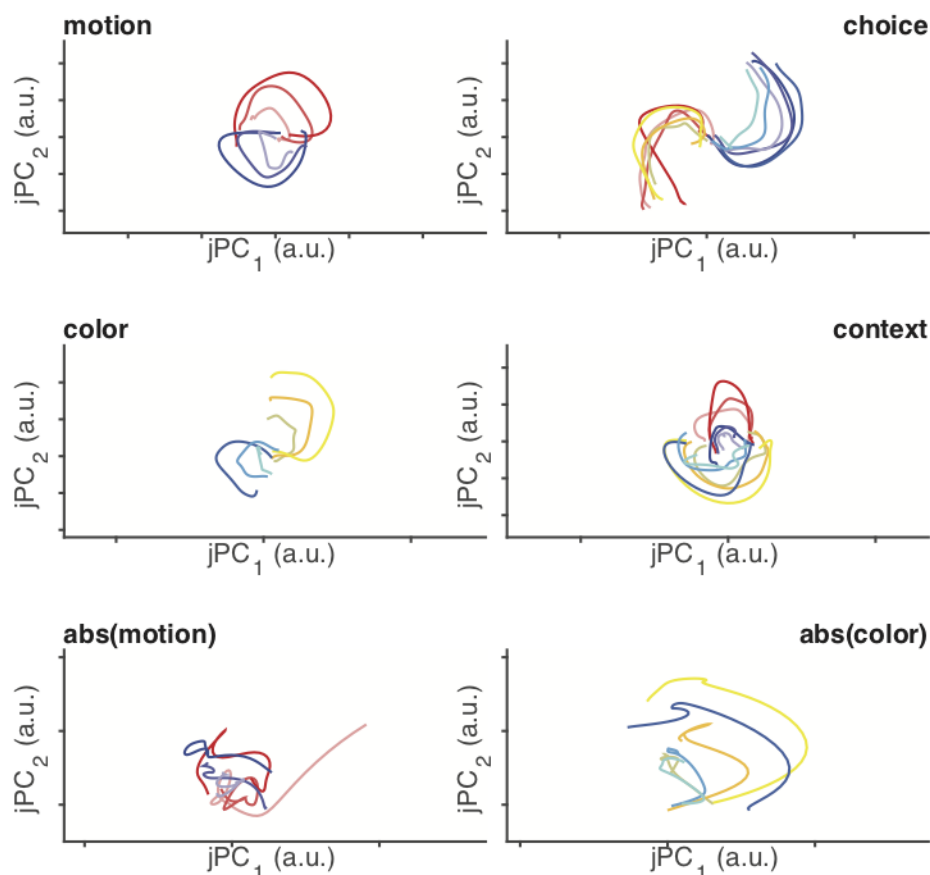 motion
choice
jPC2 (a.u.)
jPC1 (a.u.)
jPC2 (a.u.)
jPC1 (a.u.)
color
context
jPC2 (a.u.)
jPC1 (a.u.)
jPC2 (a.u.)
jPC1 (a.u.)
abs(motion)
abs(color)
jPC2 (a.u.)
jPC1 (a.u.)
jPC2 (a.u.)
jPC1 (a.u.)